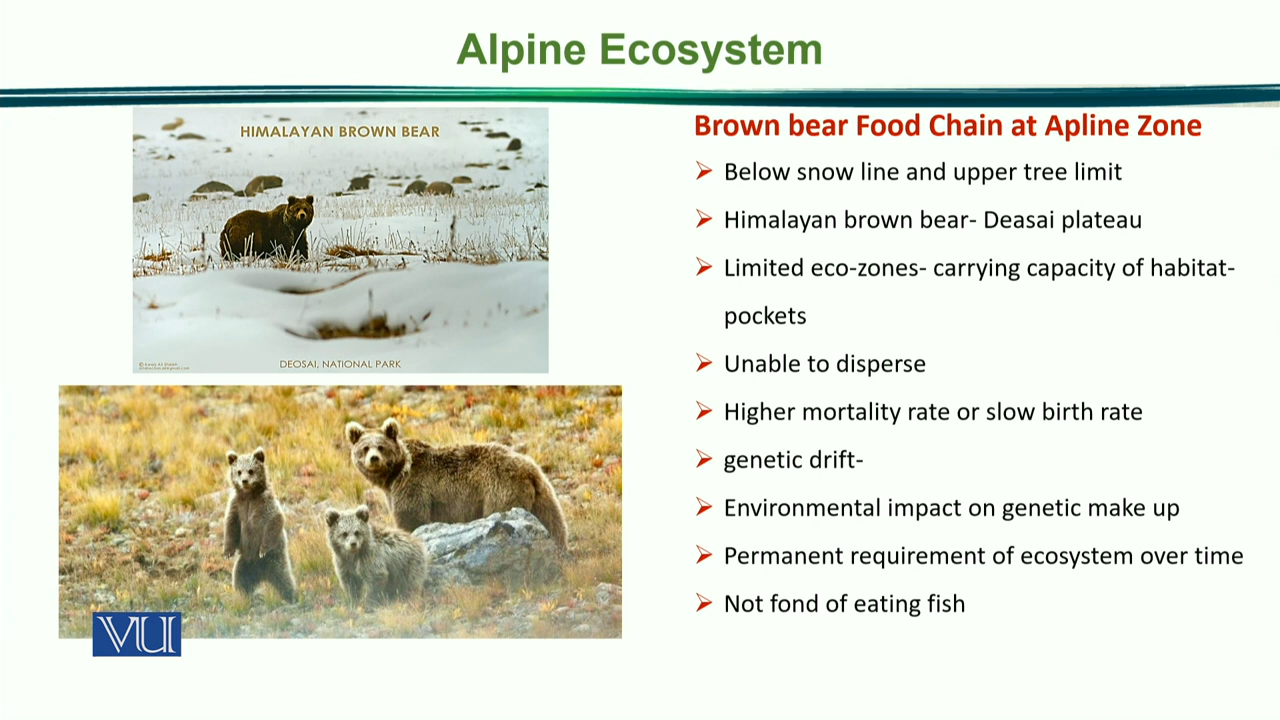 Alpine Ecosystem
HIMALAYAN BROWN BEAR
DEOSAI, NATIONAL PARK
VU
Brown bear Food Chain at Apline Zone
Below snow line and upper tree limit
Himalayan brown bear- Deasai plateau
Limited eco-zones- carrying capacity of habitat-
pockets
Unable to disperse
Higher mortality rate or slow birth rate
genetic drift-
Environmental impact on genetic make up
Permanent requirement of ecosystem over time
Not fond of eating fish